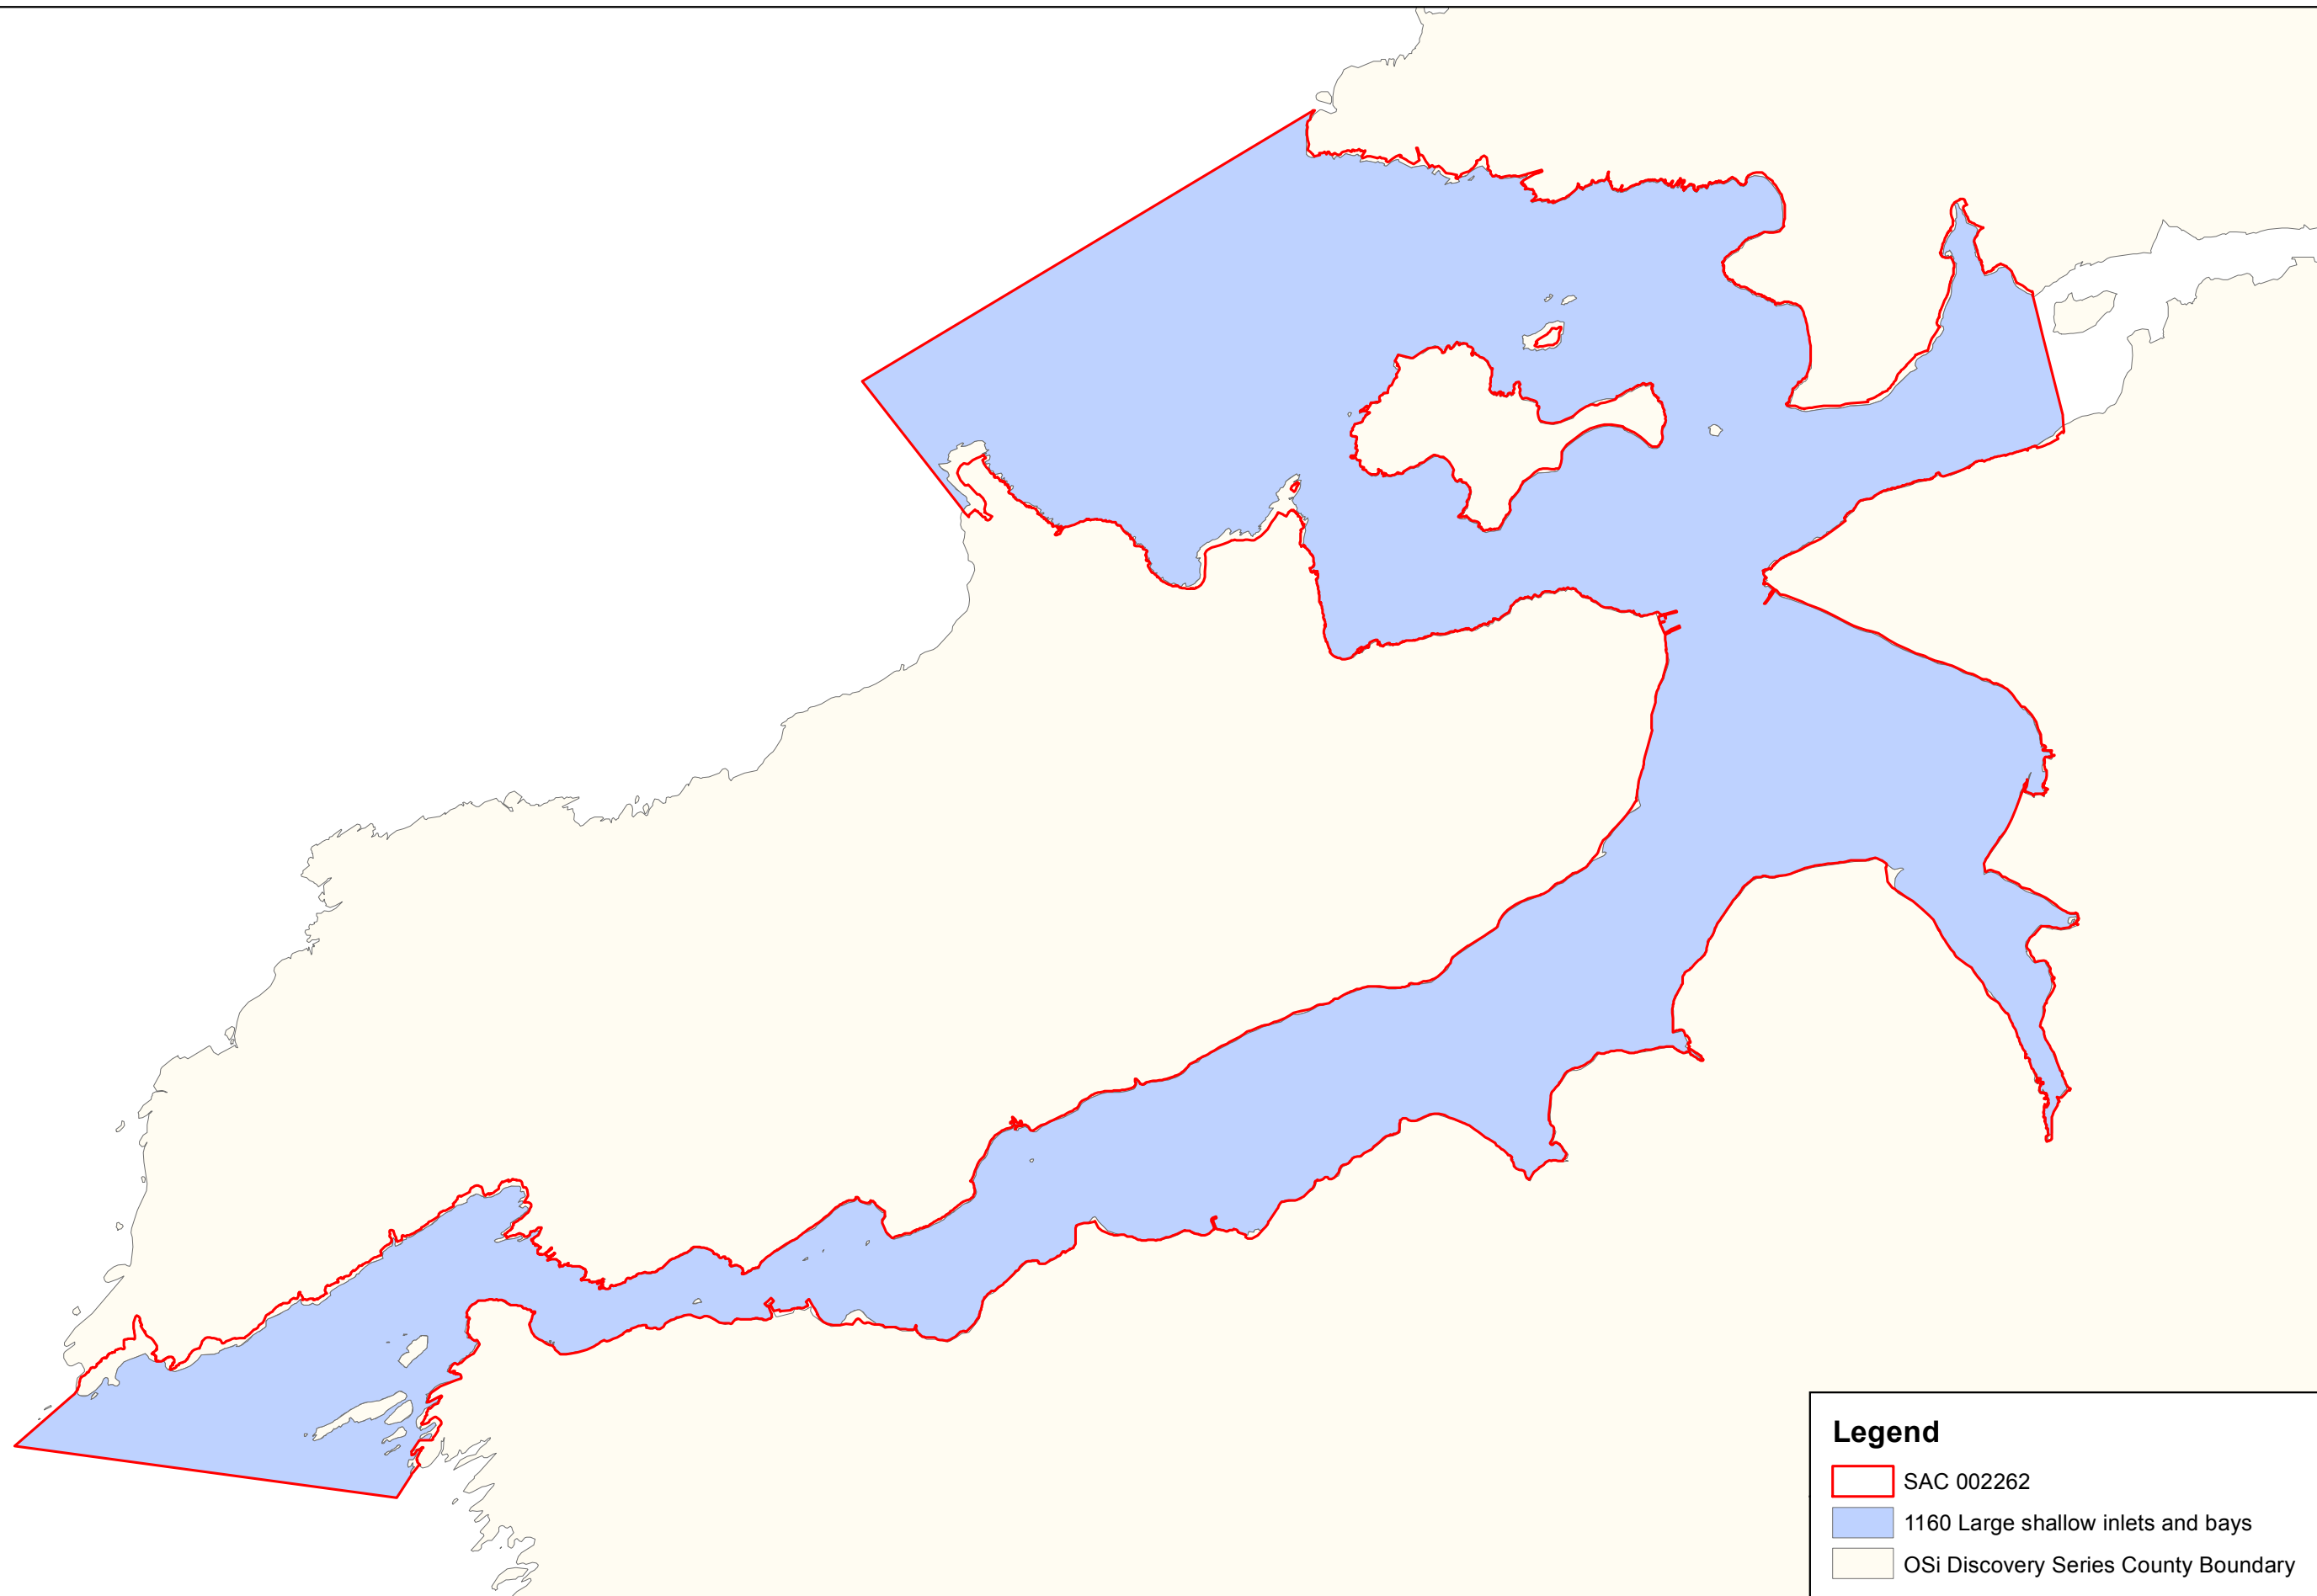 Legend
SAC 002262
1160 Large shallow inlets and bays
OSi Discovery Series County Boundary